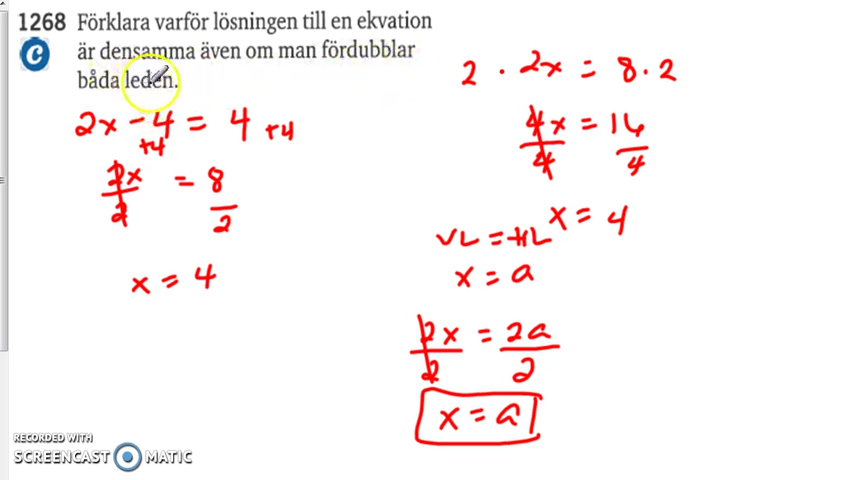 1268 Förklara varför lösningen till en ekvation
C är densamma även om man fördubblar
båda leden.
2x - 4 = 4 +4
+4
2x = 8
2 2
x = 4
2 · 2x = 8 · 2
4x = 16
4 4
x = 4
VL = HL
x = a
2x = 2a
2 2
x = a
RECORDED WITH
SCREENCAST MATIC